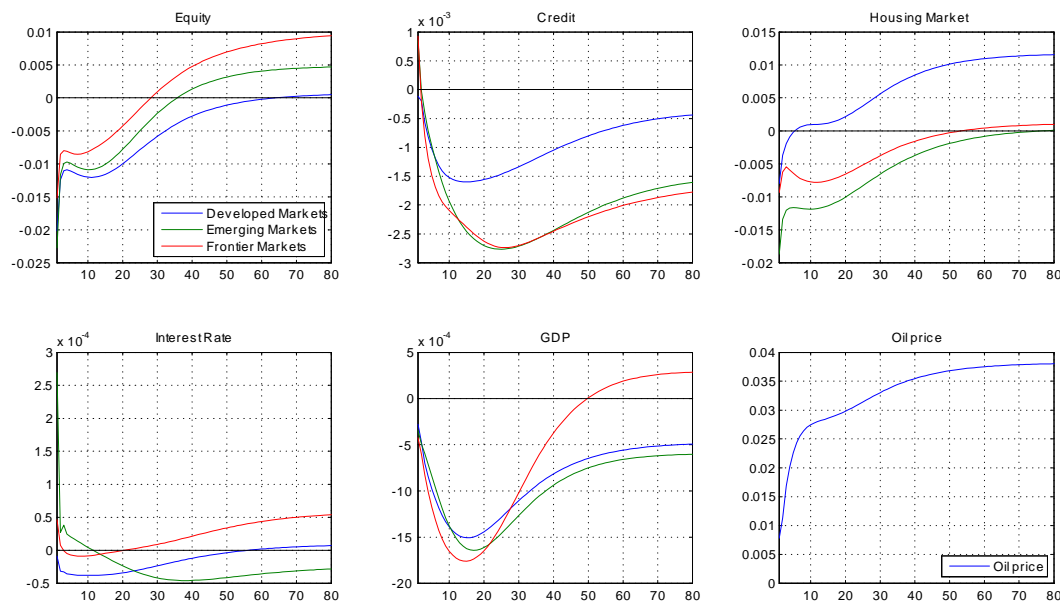 Equity
0.01
0.005
0
-0.005
-0.01
-0.015
-0.02
-0.025
10 20 30 40 50 60 70 80
Developed Markets
Emerging Markets
Frontier Markets
Credit
x 10^-3
1
0.5
0
-0.5
-1
-1.5
-2
-2.5
-3
10 20 30 40 50 60 70 80
Housing Market
0.015
0.01
0.005
0
-0.005
-0.01
-0.015
-0.02
10 20 30 40 50 60 70 80
Interest Rate
x 10^-4
3
2.5
2
1.5
1
0.5
0
-0.5
10 20 30 40 50 60 70 80
GDP
x 10^-4
5
0
-5
-10
-15
-20
10 20 30 40 50 60 70 80
Oil price
0.04
0.035
0.03
0.025
0.02
0.015
0.01
0.005
0
10 20 30 40 50 60 70 80
Oil price